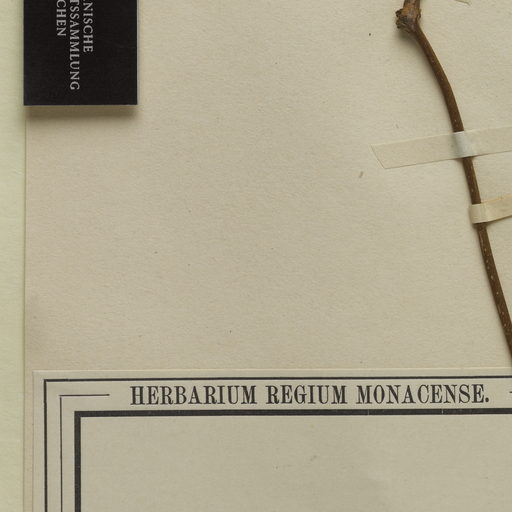 NISCHE
TSSAMMLUNG
CHEN
HERBARIUM REGIUM MONACENSE.